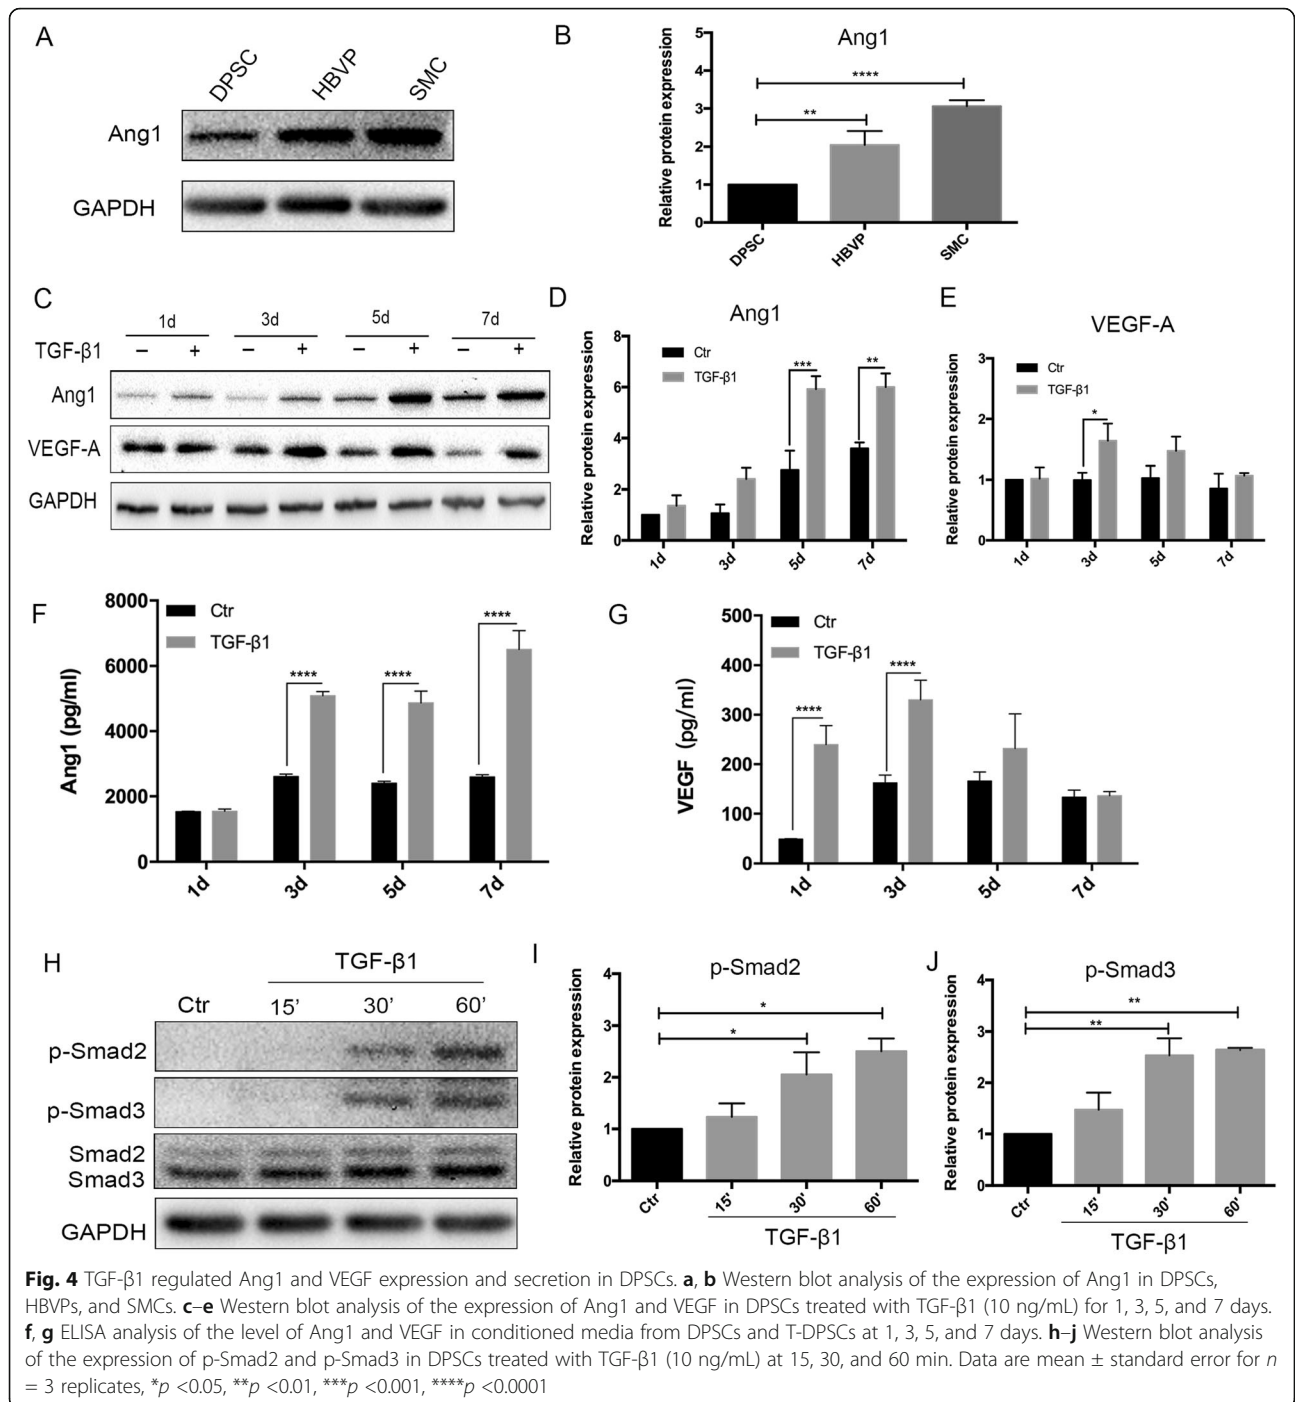 A
DPSC HBVP SMC
Ang1
GAPDH
B
Ang1
Relative protein expression
5
4
3
2
1
0
**
****
DPSC HBVP SMC
C
1d 3d 5d 7d
TGF-β1 – + – + – + – +
Ang1
VEGF-A
GAPDH
D
Ang1
Relative protein expression
8
6
4
2
0
Ctr
TGF-β1
***
**
1d 3d 5d 7d
E
VEGF-A
Relative protein expression
3
2
1
0
Ctr
TGF-β1
*
1d 3d 5d 7d
F
Ang1 (pg/ml)
8000
6000
4000
2000
0
Ctr
TGF-β1
**** **** ****
1d 3d 5d 7d
G
VEGF (pg/ml)
500
400
300
200
100
0
Ctr
TGF-β1
**** ****
1d 3d 5d 7d
H
TGF-β1
Ctr 15’ 30’ 60’
p-Smad2
p-Smad3
Smad2
Smad3
GAPDH
I
p-Smad2
Relative protein expression
4
3
2
1
0
*
*
Ctr 15' 30' 60'
TGF-β1
J
p-Smad3
Relative protein expression
4
3
2
1
0
**
**
Ctr 15' 30' 60'
TGF-β1
Fig. 4 TGF-β1 regulated Ang1 and VEGF expression and secretion in DPSCs. a, b Western blot analysis of the expression of Ang1 in DPSCs,
HBVPs, and SMCs. c–e Western blot analysis of the expression of Ang1 and VEGF in DPSCs treated with TGF-β1 (10 ng/mL) for 1, 3, 5, and 7 days.
f, g ELISA analysis of the level of Ang1 and VEGF in conditioned media from DPSCs and T-DPSCs at 1, 3, 5, and 7 days. h–j Western blot analysis
of the expression of p-Smad2 and p-Smad3 in DPSCs treated with TGF-β1 (10 ng/mL) at 15, 30, and 60 min. Data are mean ± standard error for n
= 3 replicates, *p <0.05, **p <0.01, ***p <0.001, ****p <0.0001